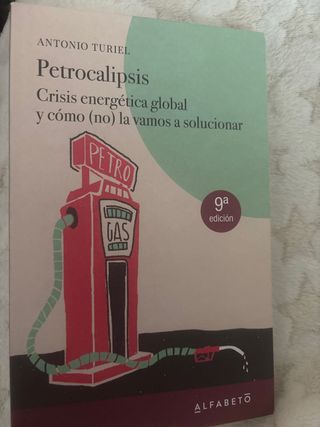 ANTONIO TURIEL
Petrocalipsis
Crisis energética global
y cómo (no) la vamos a solucionar
9ª
edición
PETRO
GAS
ALFABETO